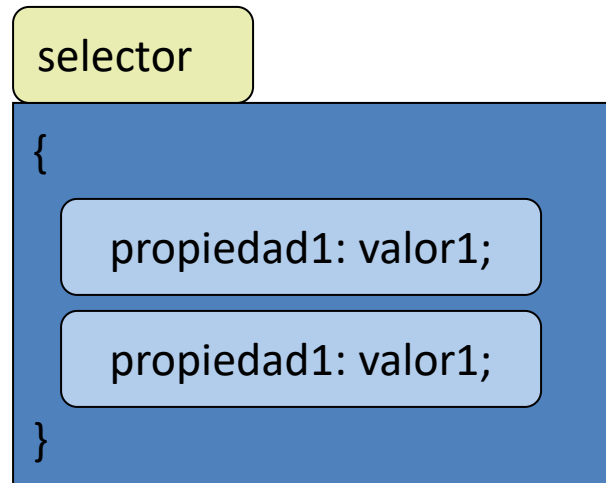 selector
{
propiedad1: valor1;
propiedad1: valor1;
}